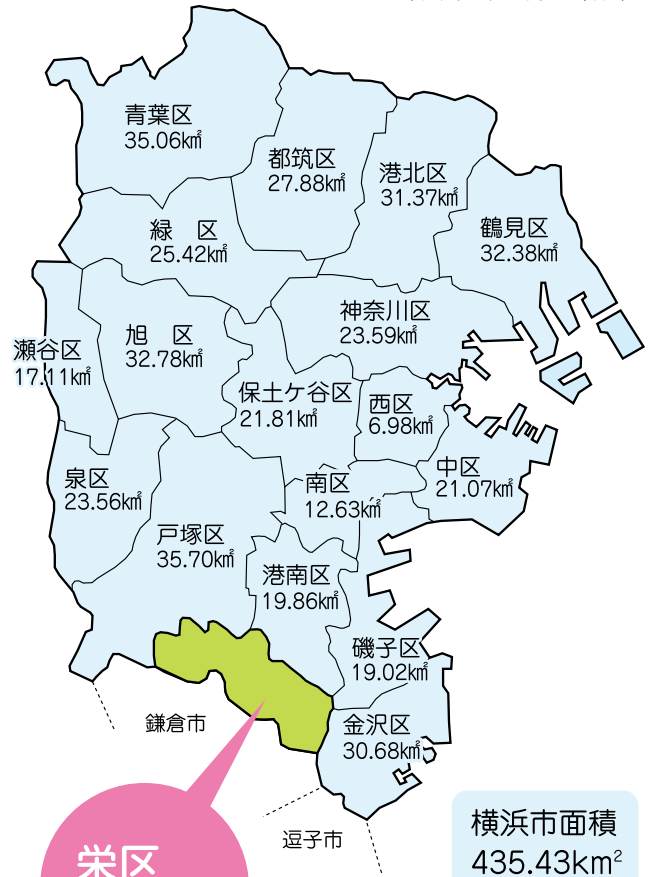 青葉区
35.06km²
都筑区
27.88km²
港北区
31.37km²
鶴見区
32.38km²
緑　区
25.42km²
神奈川区
23.59km²
旭　区
32.78km²
瀬谷区
17.11km²
保土ケ谷区
21.81km²
西区
6.98km²
中区
21.07km²
泉区
23.56km²
南区
12.63km²
戸塚区
35.70km²
港南区
19.86km²
磯子区
19.02km²
金沢区
30.68km²
鎌倉市
逗子市
栄区
横浜市面積
435.43km²